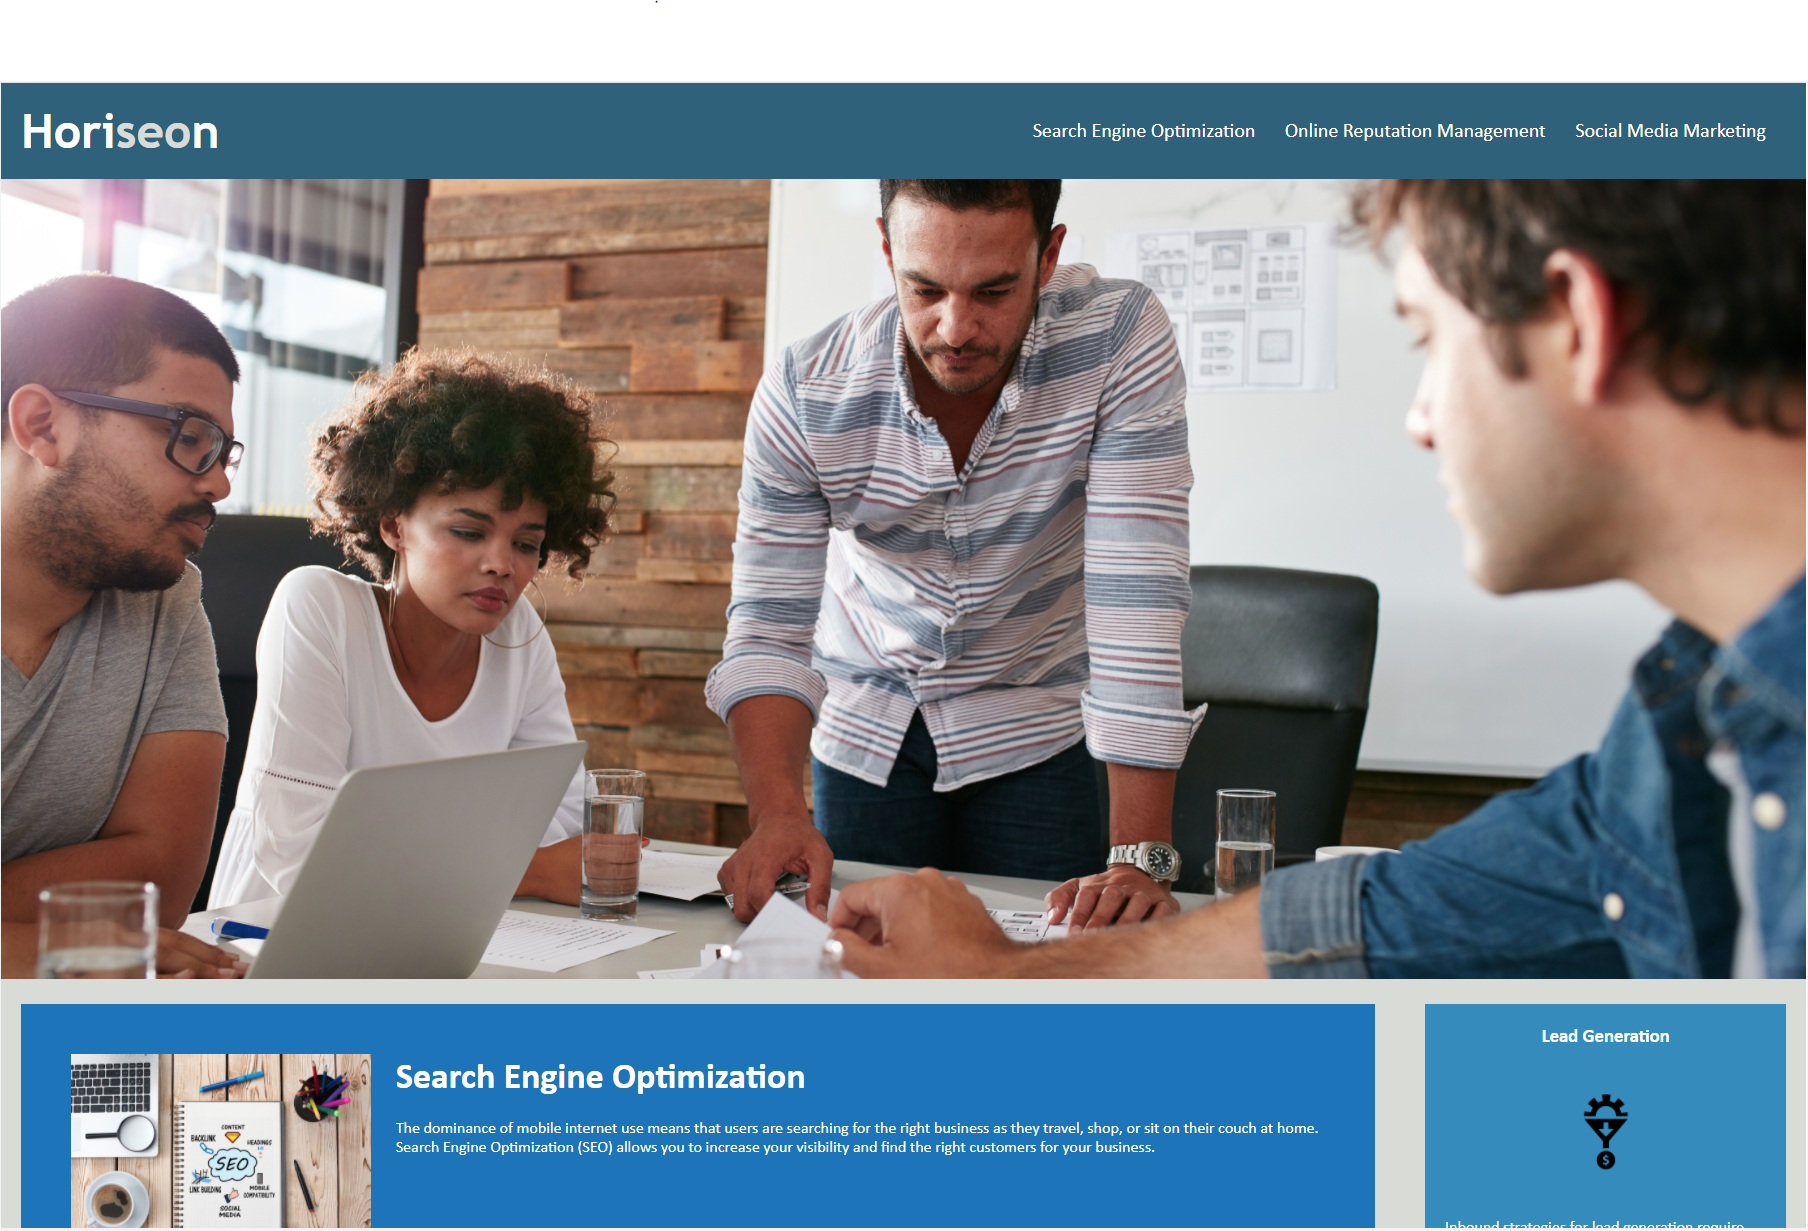 Horiseon
Search Engine Optimization
Online Reputation Management
Social Media Marketing
Search Engine Optimization
The dominance of mobile internet use means that users are searching for the right business as they travel, shop, or sit on their couch at home.
Search Engine Optimization (SEO) allows you to increase your visibility and find the right customers for your business.
CONTENT
BACKLINK
HEADINGS
SEO
LINK BUILDING
MOBILE
COMPATIBILITY
SOCIAL
MEDIA
Lead Generation
$
Inbound strategies for lead generation require